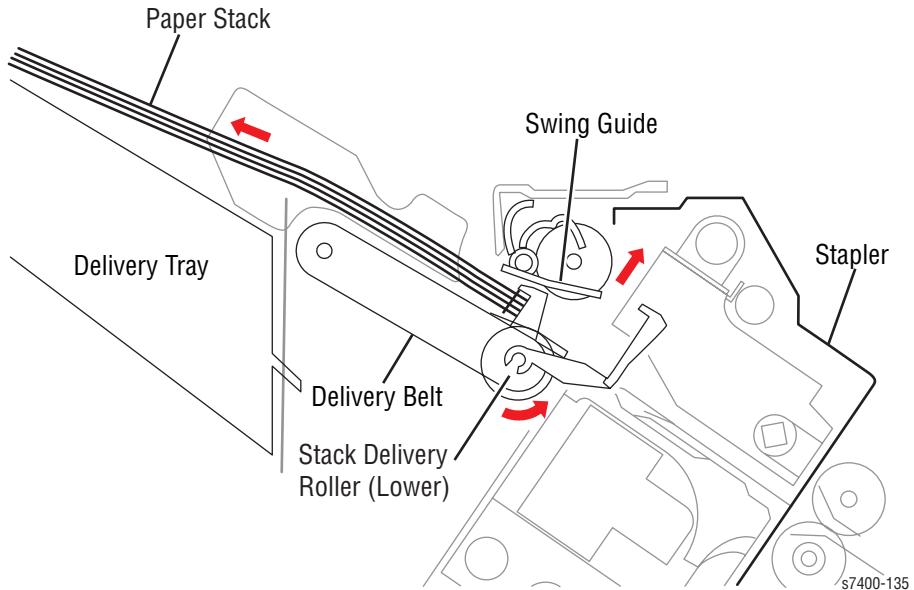 Paper Stack
Swing Guide
Stapler
Delivery Tray
Delivery Belt
Stack Delivery
Roller (Lower)
s7400-135